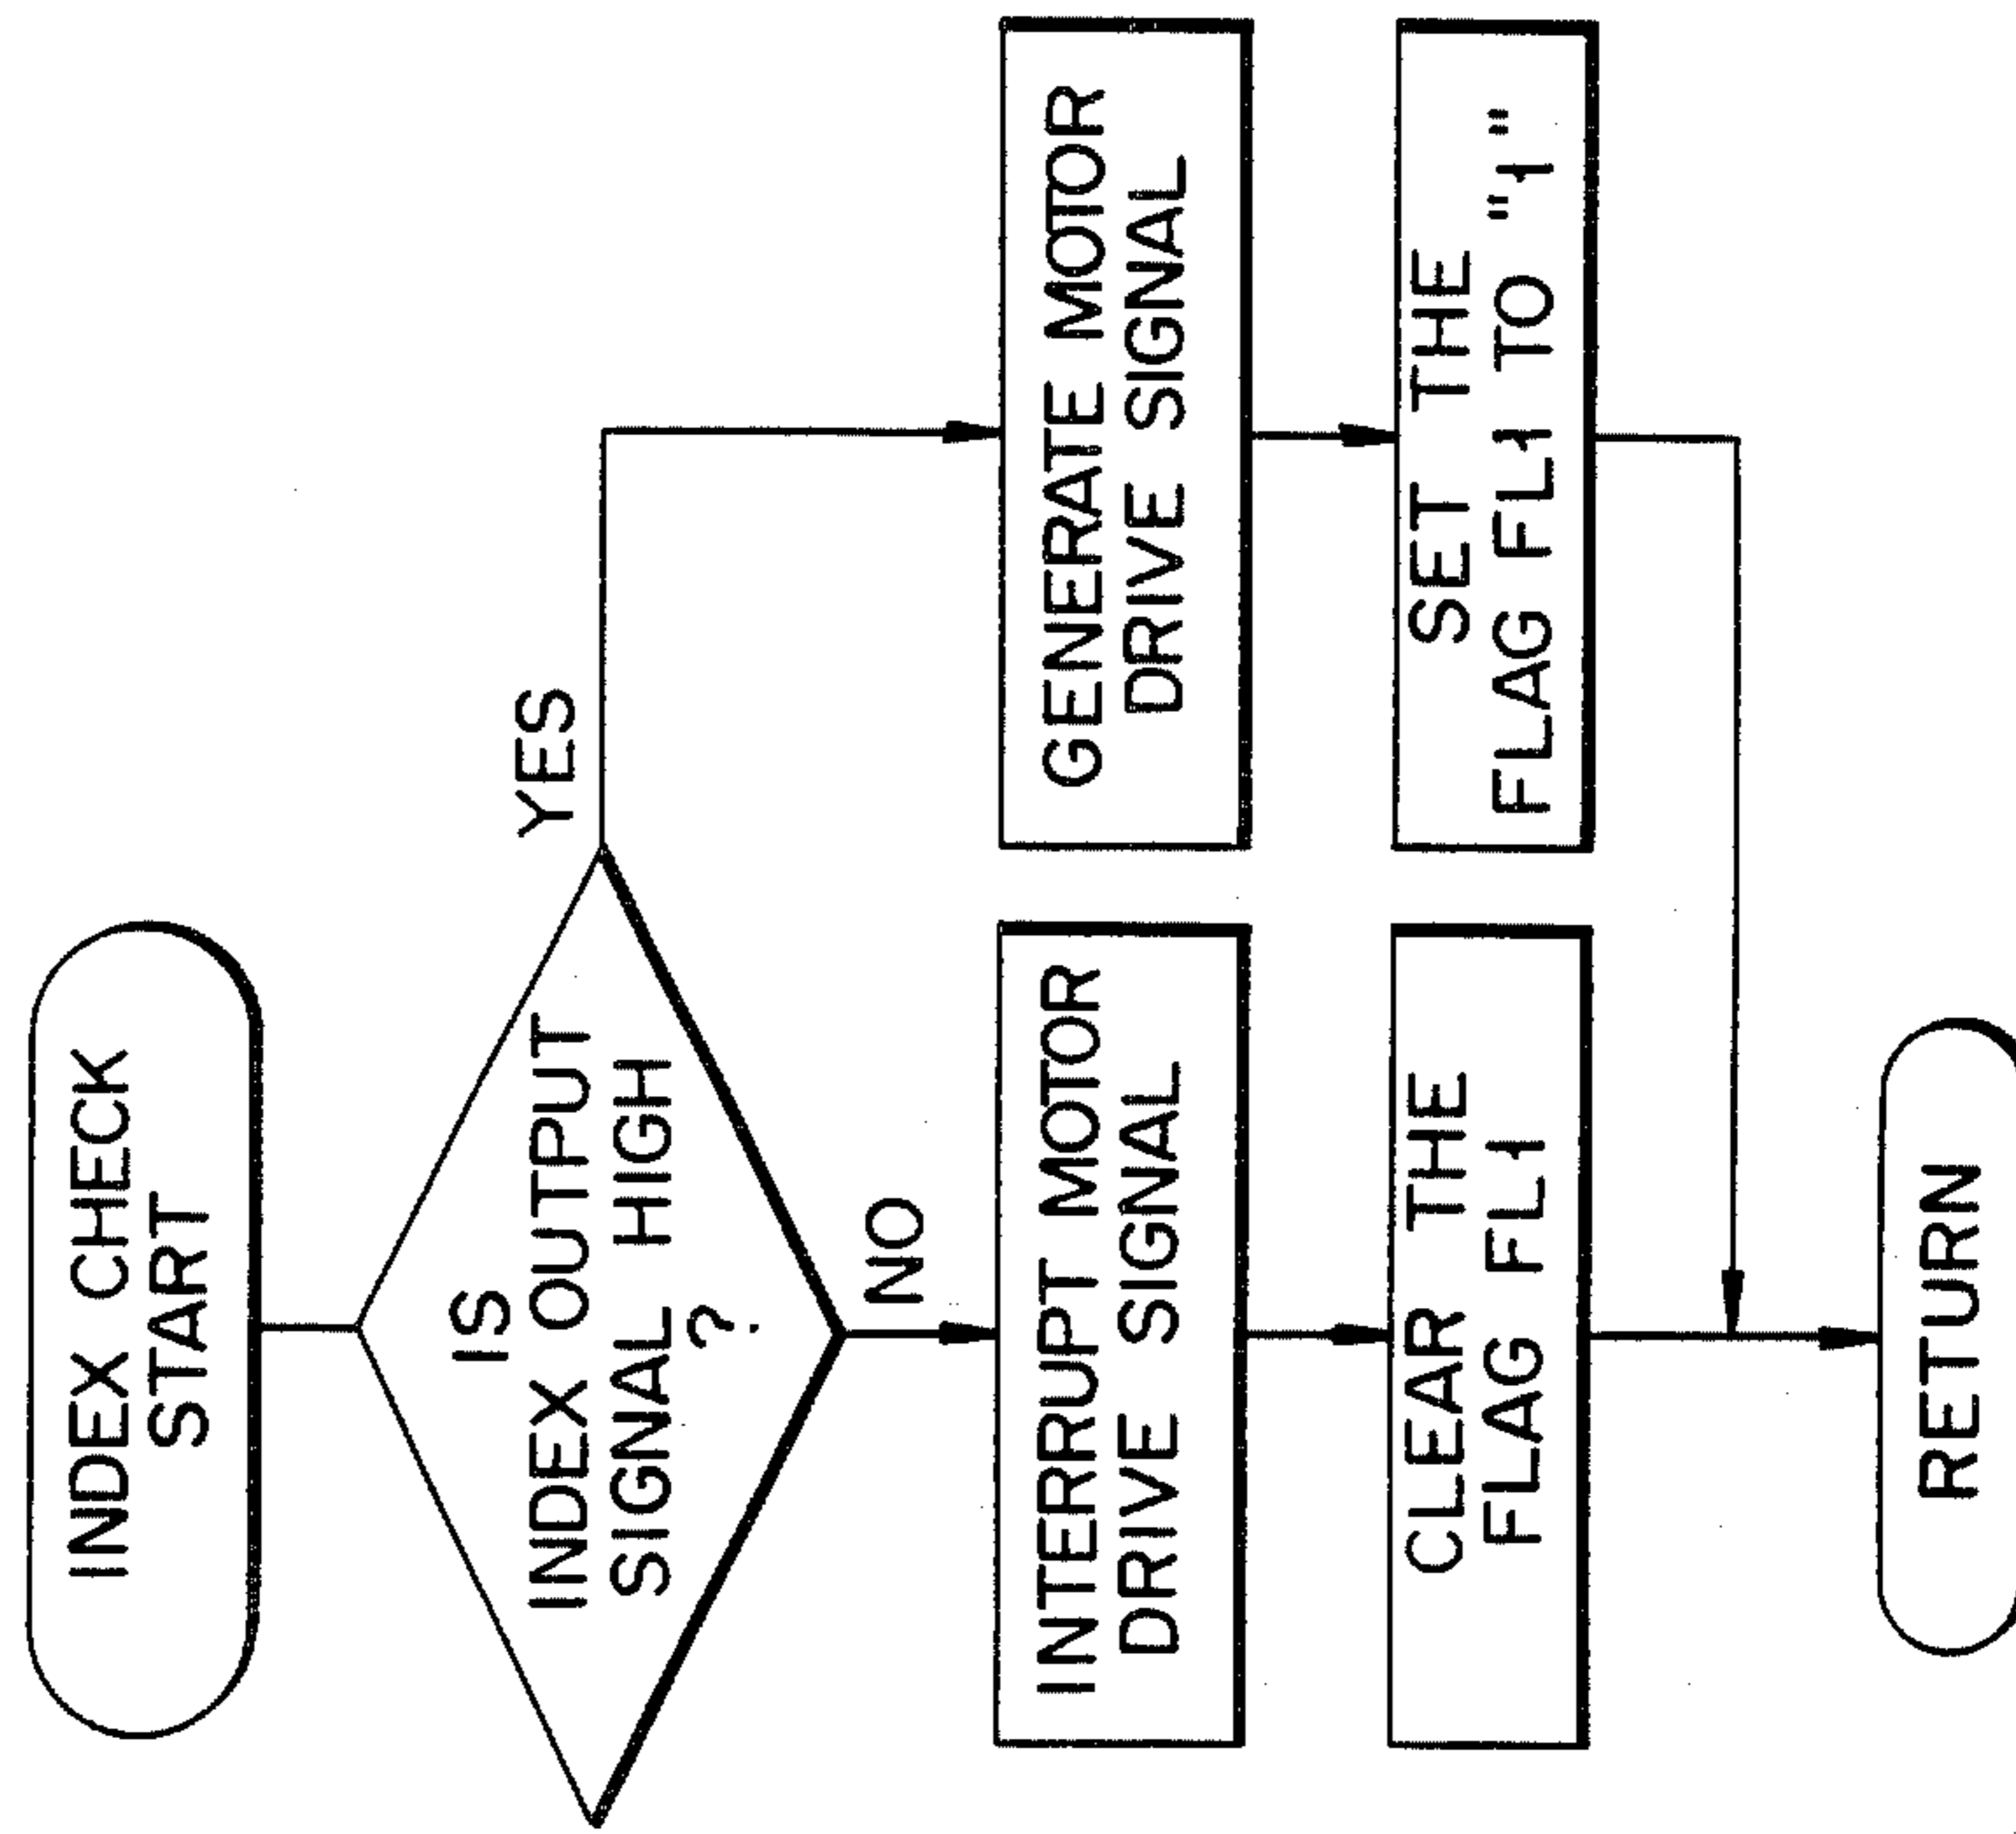 INDEX CHECK
START
IS
INDEX OUTPUT
SIGNAL HIGH
?
YES
NO
INTERRUPT MOTOR
DRIVE SIGNAL
CLEAR THE
FLAG FL1
GENERATE MOTOR
DRIVE SIGNAL
SET THE
FLAG FL1 TO "1"
RETURN